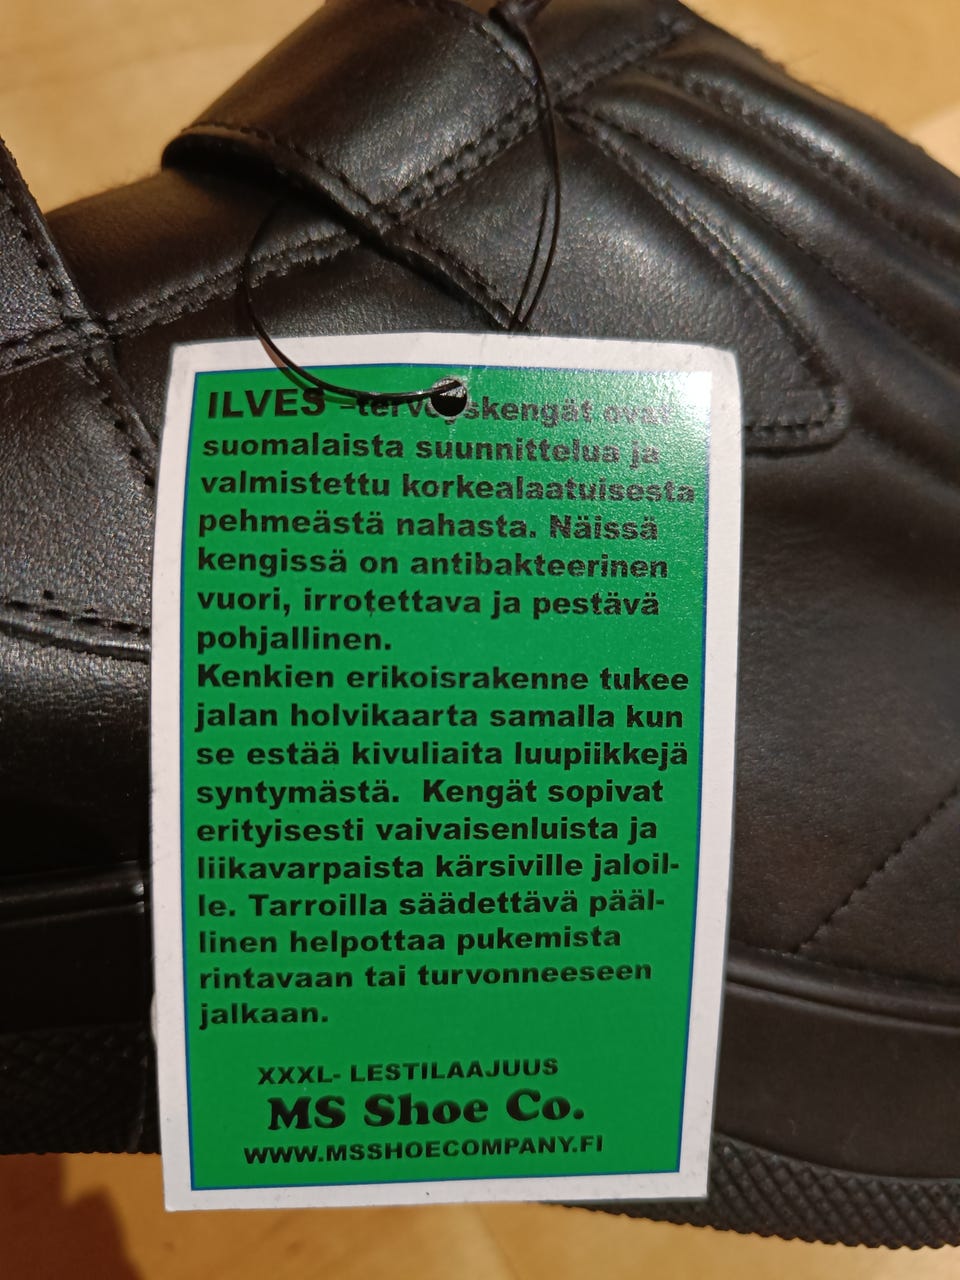 ILVES –terveyskengät ovat
suomalaista suunnittelua ja
valmistettu korkealaatuisesta
pehmeästä nahasta. Näissä
kengissä on antibakteerinen
vuori, irrotettava ja pestävä
pohjallinen.
Kenkien erikoisrakenne tukee
jalan holvikaarta samalla kun
se estää kivuliaita luupiikkejä
syntymästä. Kengät sopivat
erityisesti vaivaisenluista ja
liikavarpaista kärsiville jaloil-
le. Tarroilla säädettävä pääl-
linen helpottaa pukemista
rintavaan tai turvonneeseen
jalkaan.
XXXL- LESTILAAJUUS
MS Shoe Co.
WWW.MSSHOECOMPANY.FI